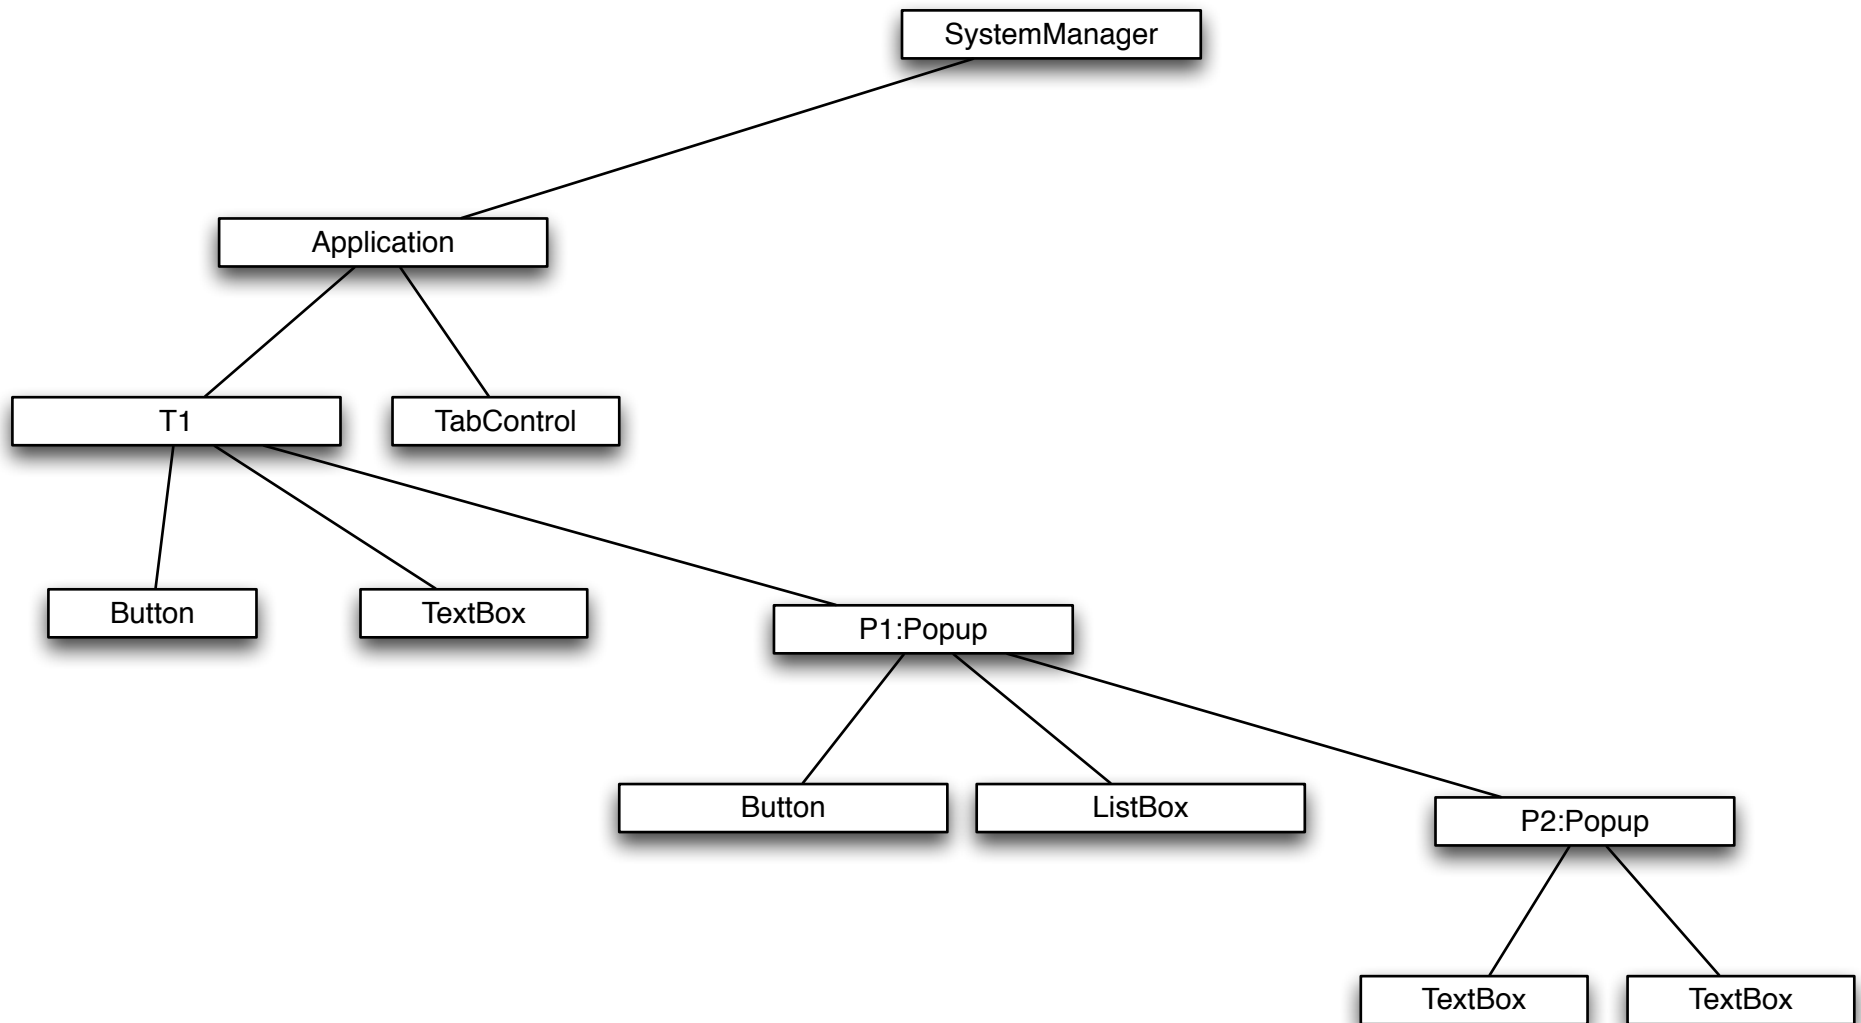 SystemManager
Application
T1
TabControl
Button
TextBox
P1:Popup
Button
ListBox
P2:Popup
TextBox
TextBox